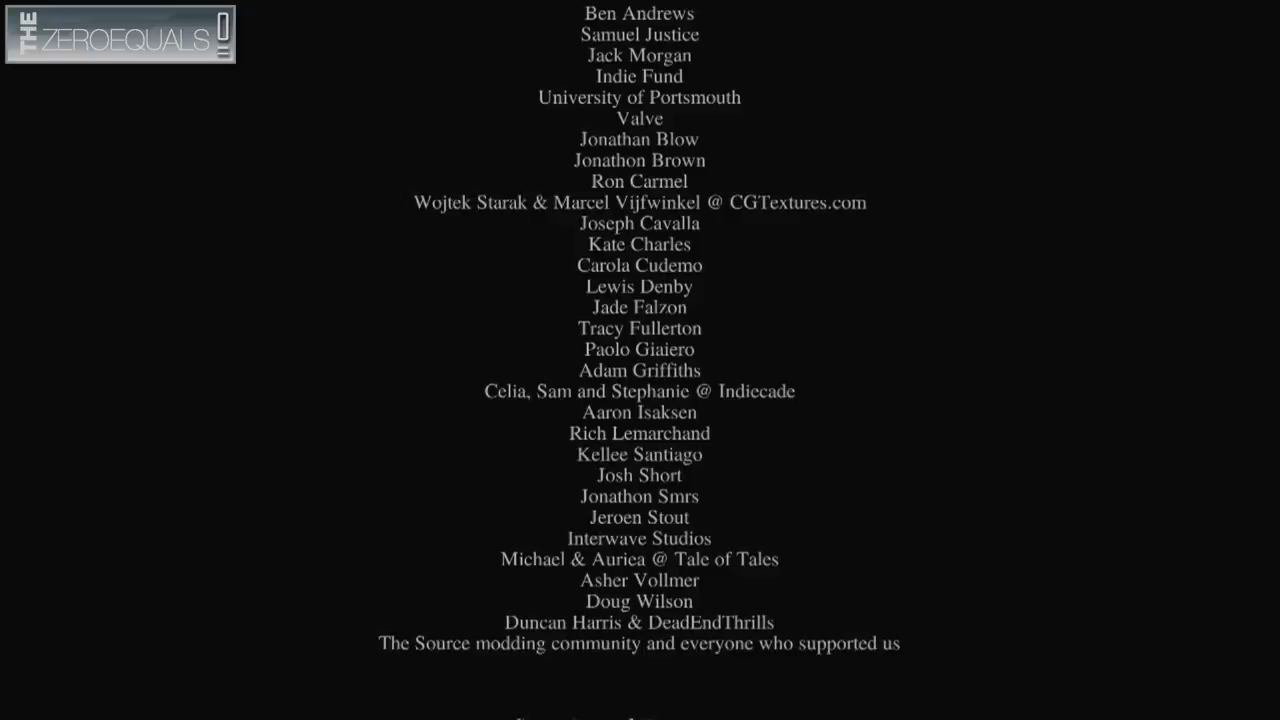 THE ZEROEQUALS 0 =
Ben Andrews
Samuel Justice
Jack Morgan
Indie Fund
University of Portsmouth
Valve
Jonathan Blow
Jonathon Brown
Ron Carmel
Wojtek Starak & Marcel Vijfwinkel @ CGTextures.com
Joseph Cavalla
Kate Charles
Carola Cudemo
Lewis Denby
Jade Falzon
Tracy Fullerton
Paolo Giaiero
Adam Griffiths
Celia, Sam and Stephanie @ Indiecade
Aaron Isaksen
Rich Lemarchand
Kellee Santiago
Josh Short
Jonathon Smrs
Jeroen Stout
Interwave Studios
Michael & Auriea @ Tale of Tales
Asher Vollmer
Doug Wilson
Duncan Harris & DeadEndThrills
The Source modding community and everyone who supported us